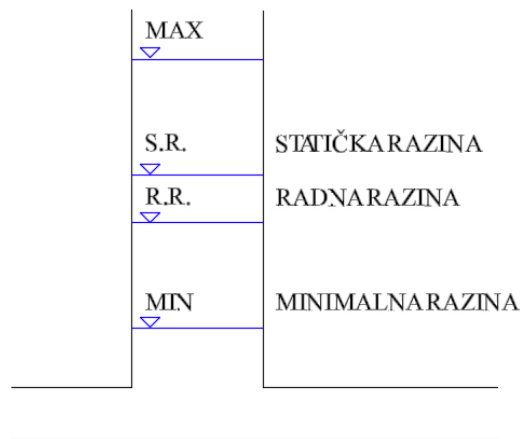 MAX
S.R. STATIČKA RAZINA
R.R. RADNA RAZINA
MIN MINIMALNA RAZINA